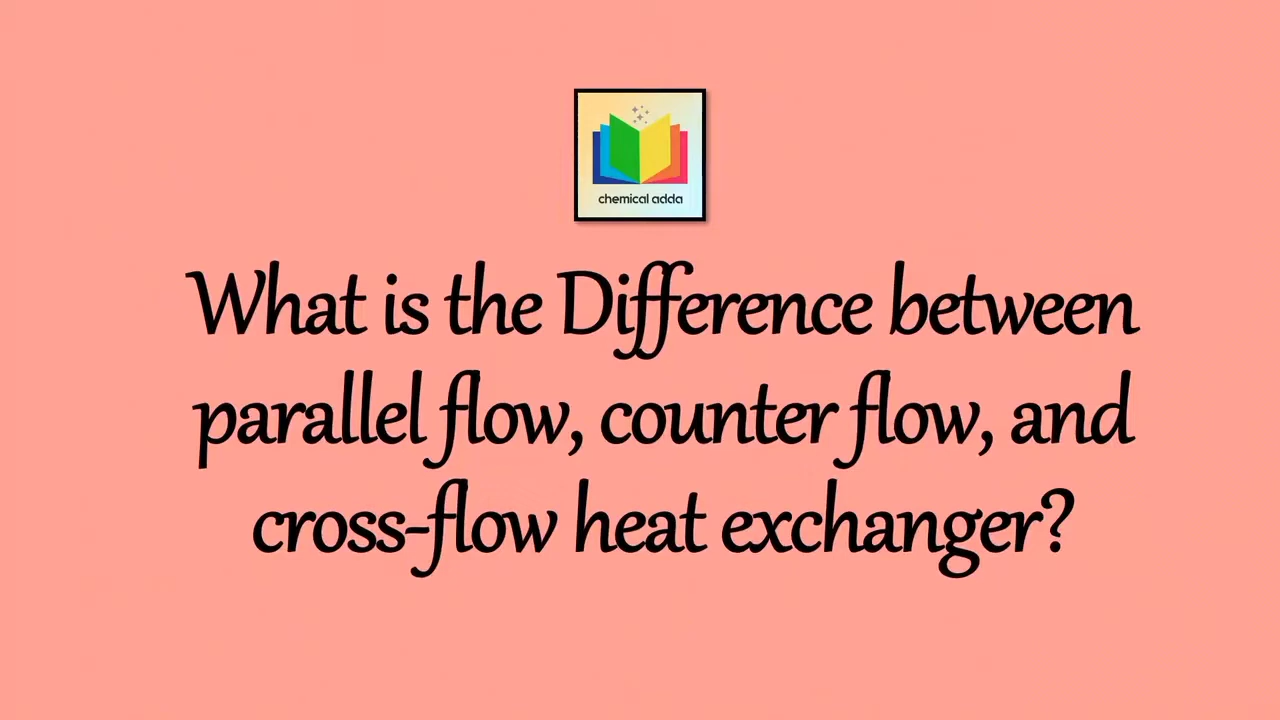 chemical adda
What is the Difference between
parallel flow, counter flow, and
cross-flow heat exchanger?